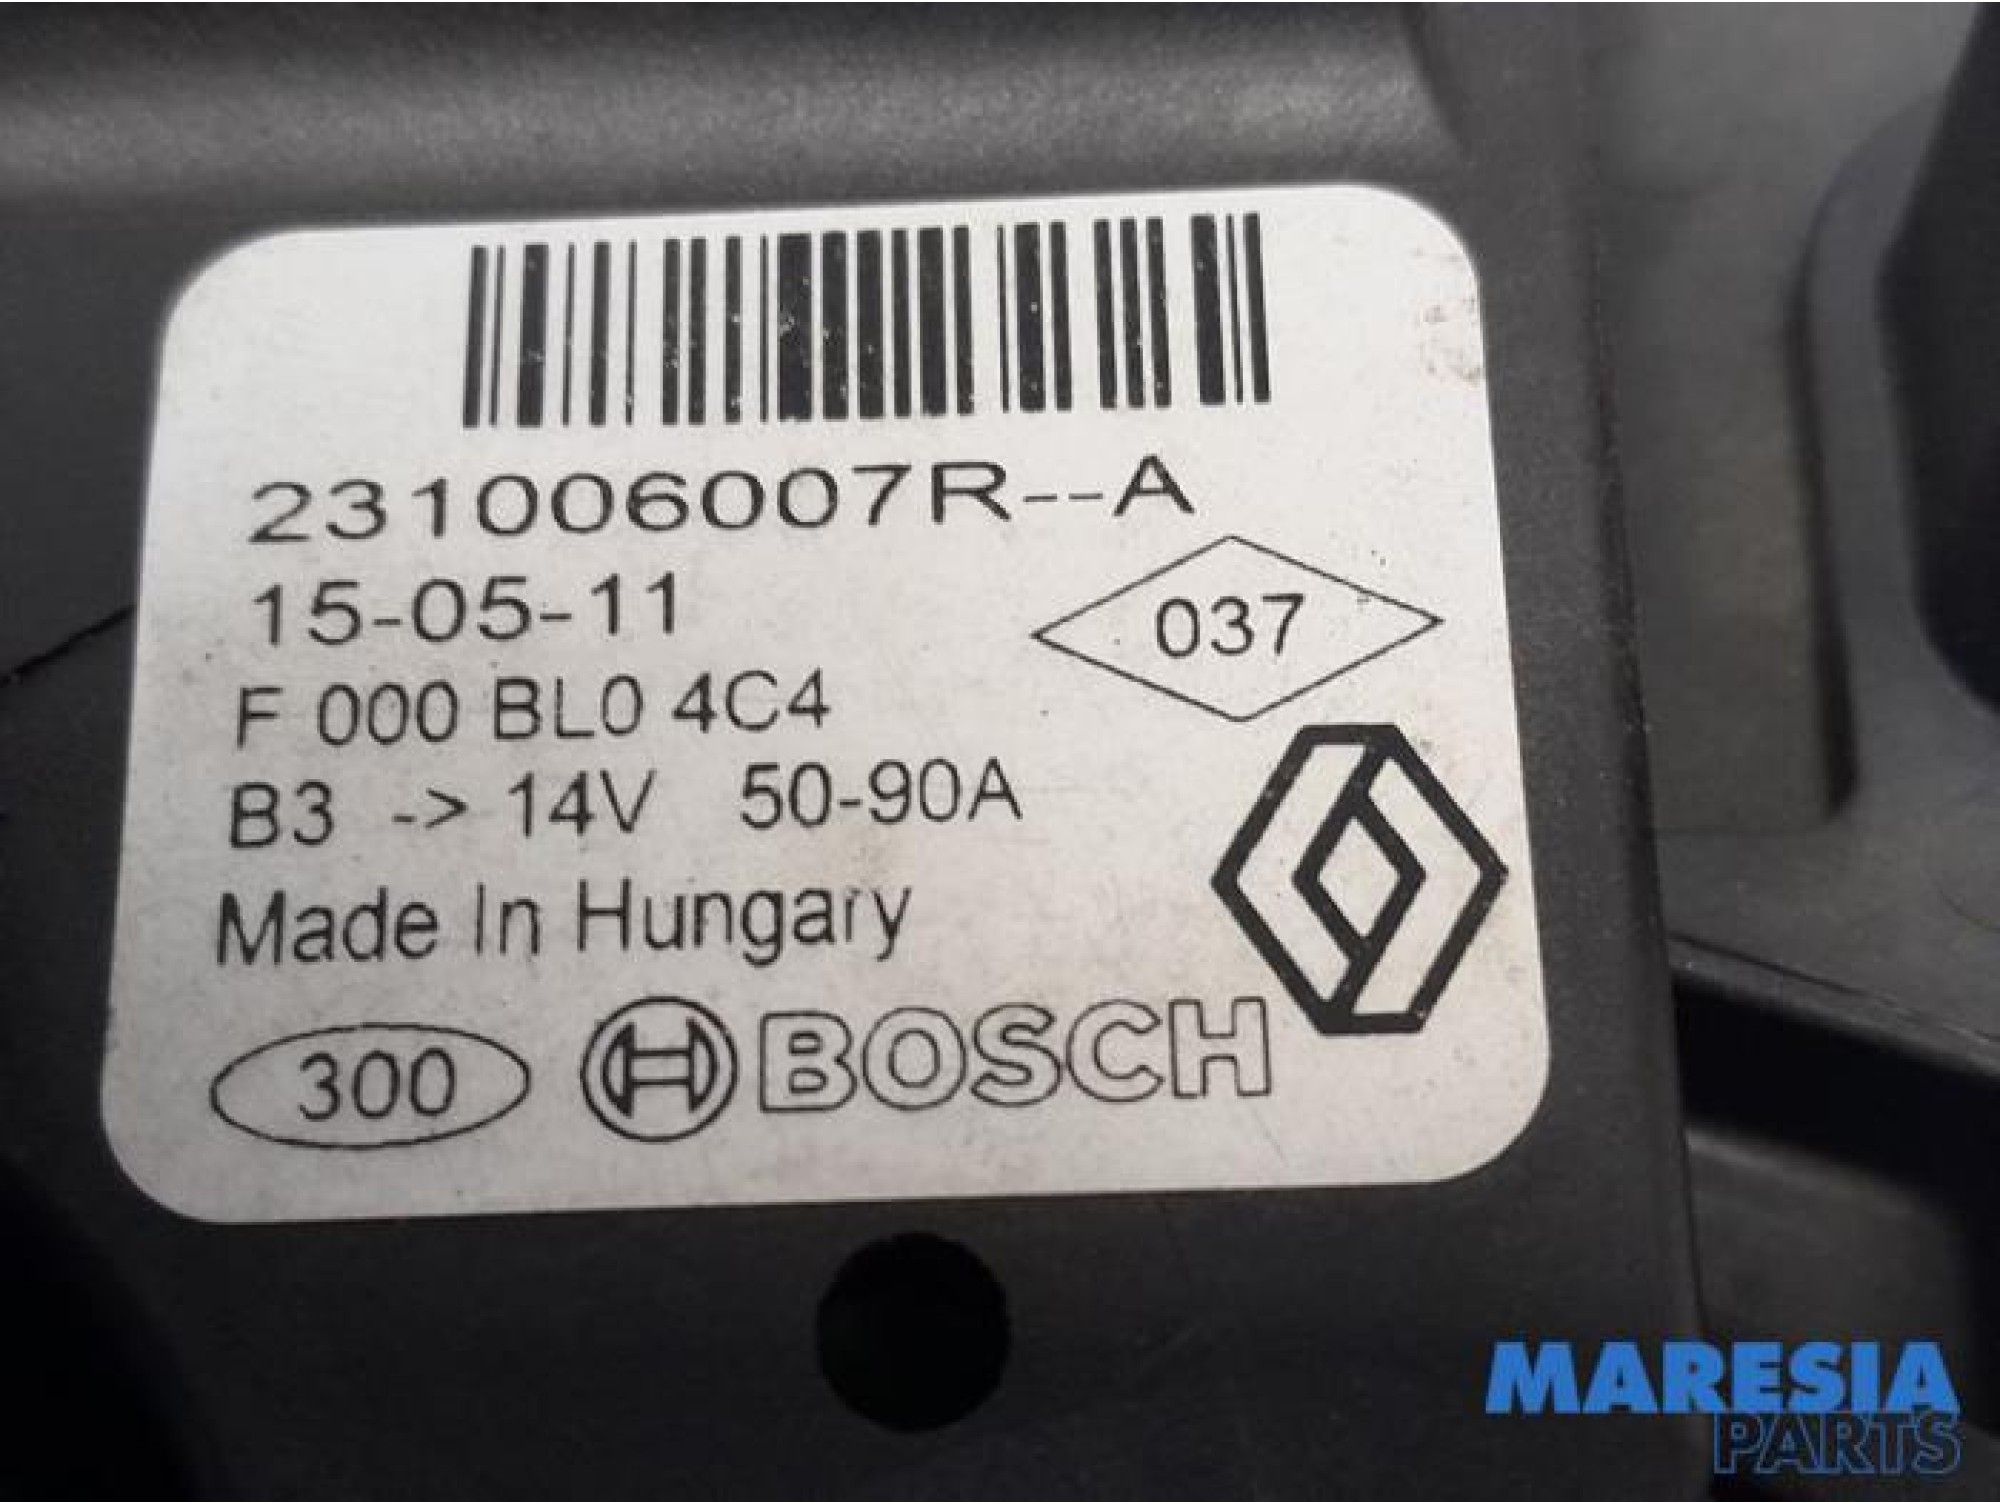 231006007R--A
15-05-11
037
F 000 BL0 4C4
B3 -> 14V 50-90A
Made In Hungary
300
BOSCH
MARESIA
PARTS